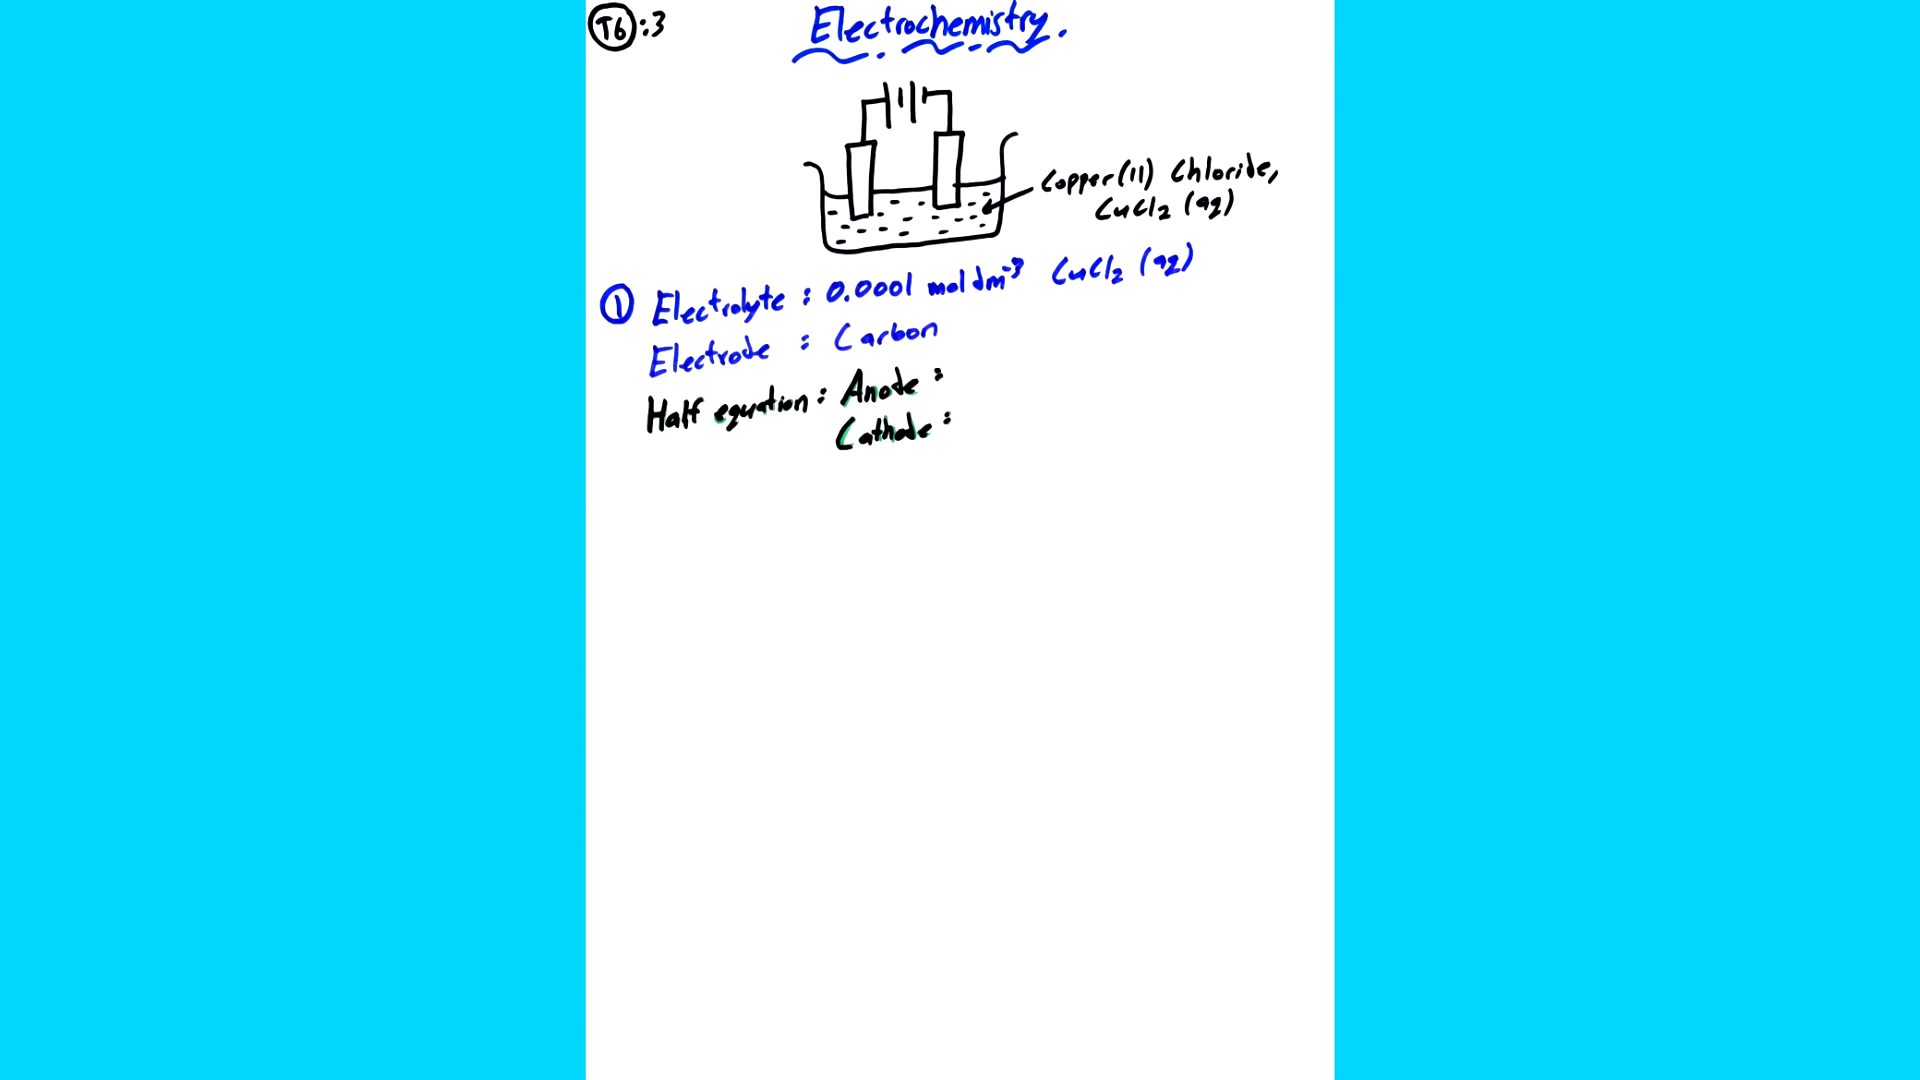 T6:3
Electrochemistry.
Copper(II) Chloride,
CuCl₂ (aq)
① Electrolyte : 0.0001 mol dm⁻³ CuCl₂ (aq)
Electrode : Carbon
Half equation : Anode :
Cathode :